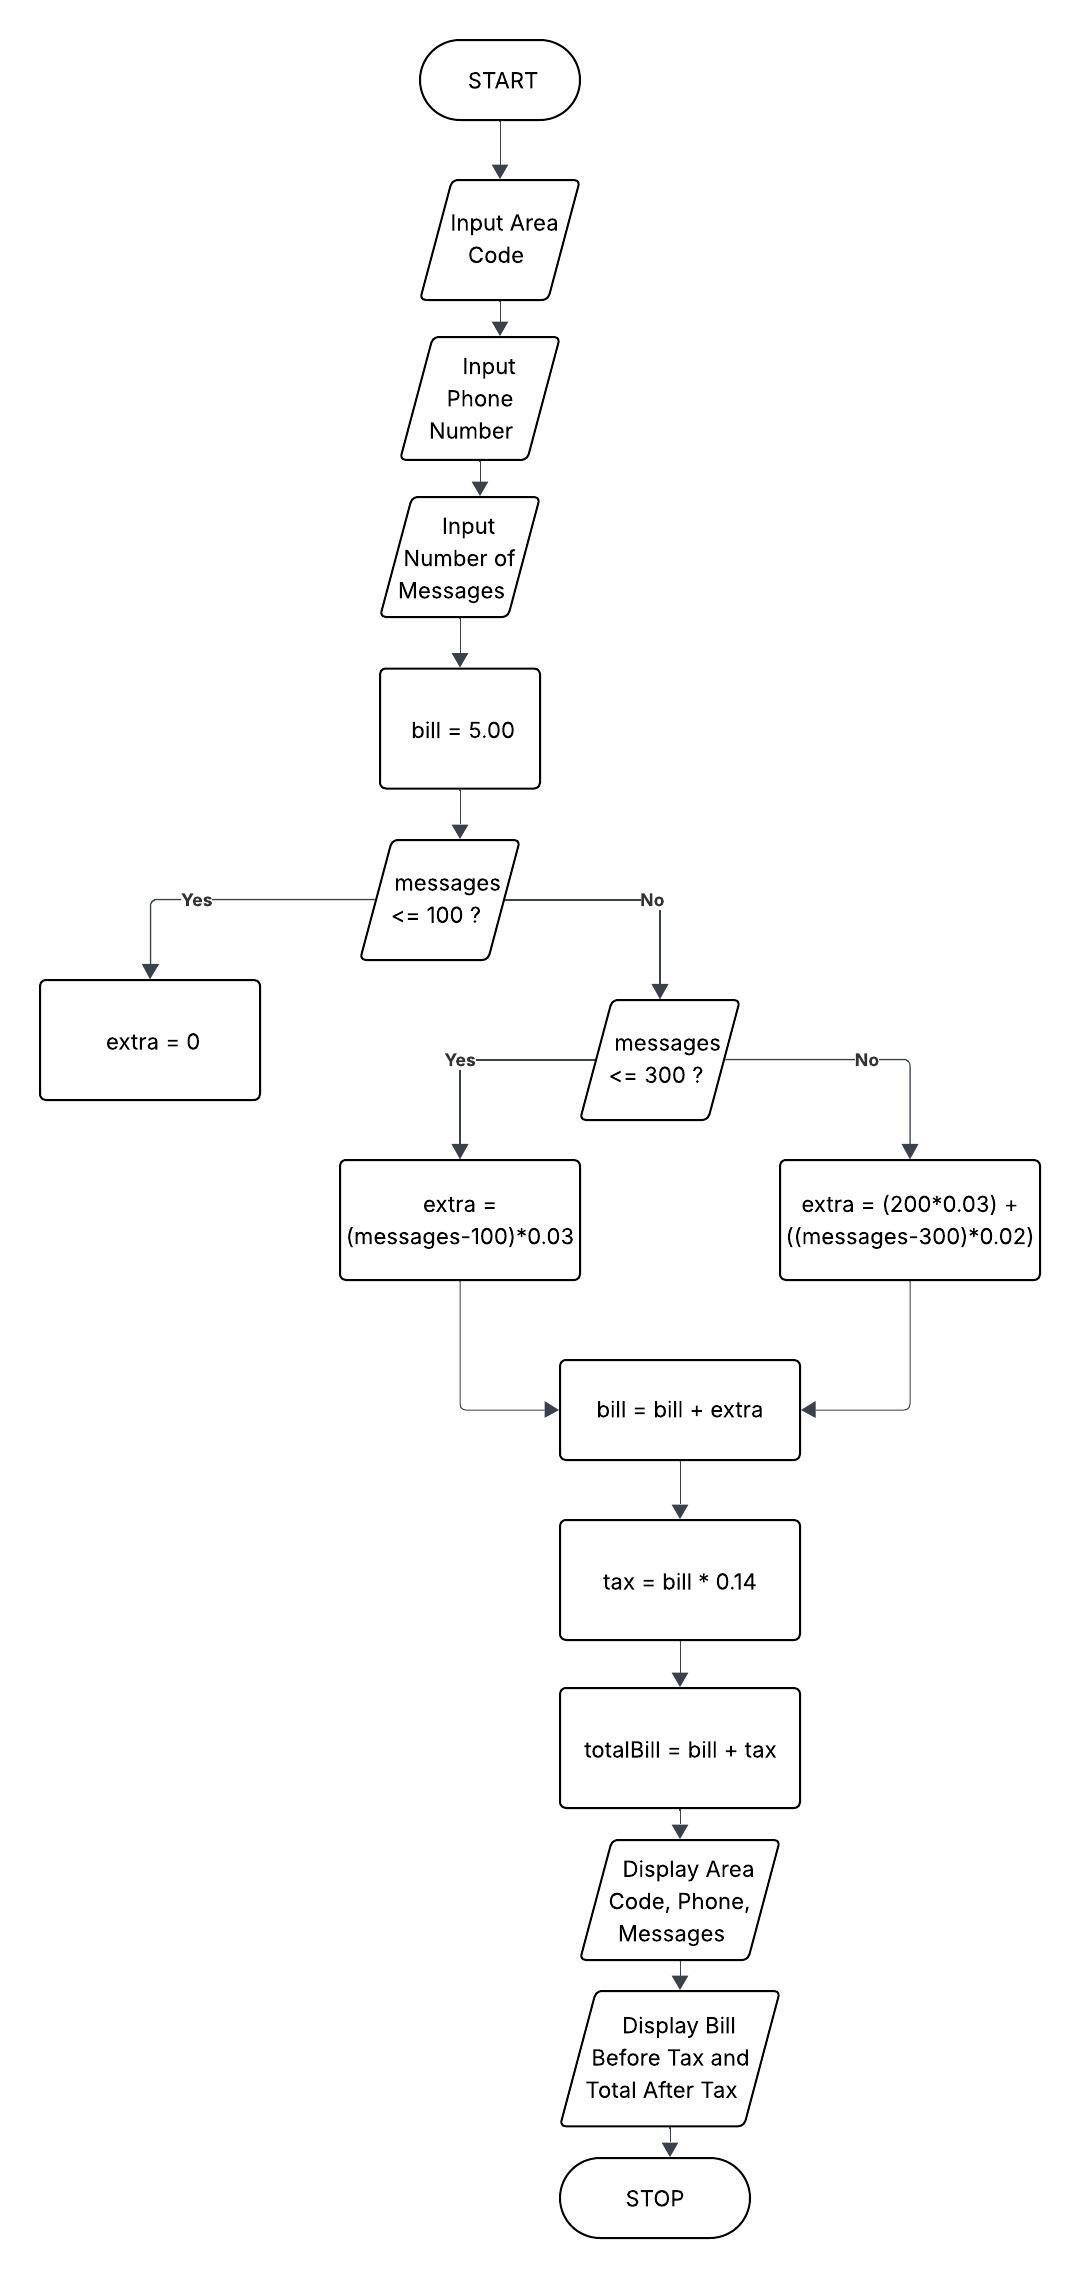 START
Input Area
Code
Input
Phone
Number
Input
Number of
Messages
bill = 5.00
messages
<= 100 ?
Yes
No
extra = 0
messages
<= 300 ?
Yes
No
extra =
(messages-100)*0.03
extra = (200*0.03) +
((messages-300)*0.02)
bill = bill + extra
tax = bill * 0.14
totalBill = bill + tax
Display Area
Code, Phone,
Messages
Display Bill
Before Tax and
Total After Tax
STOP